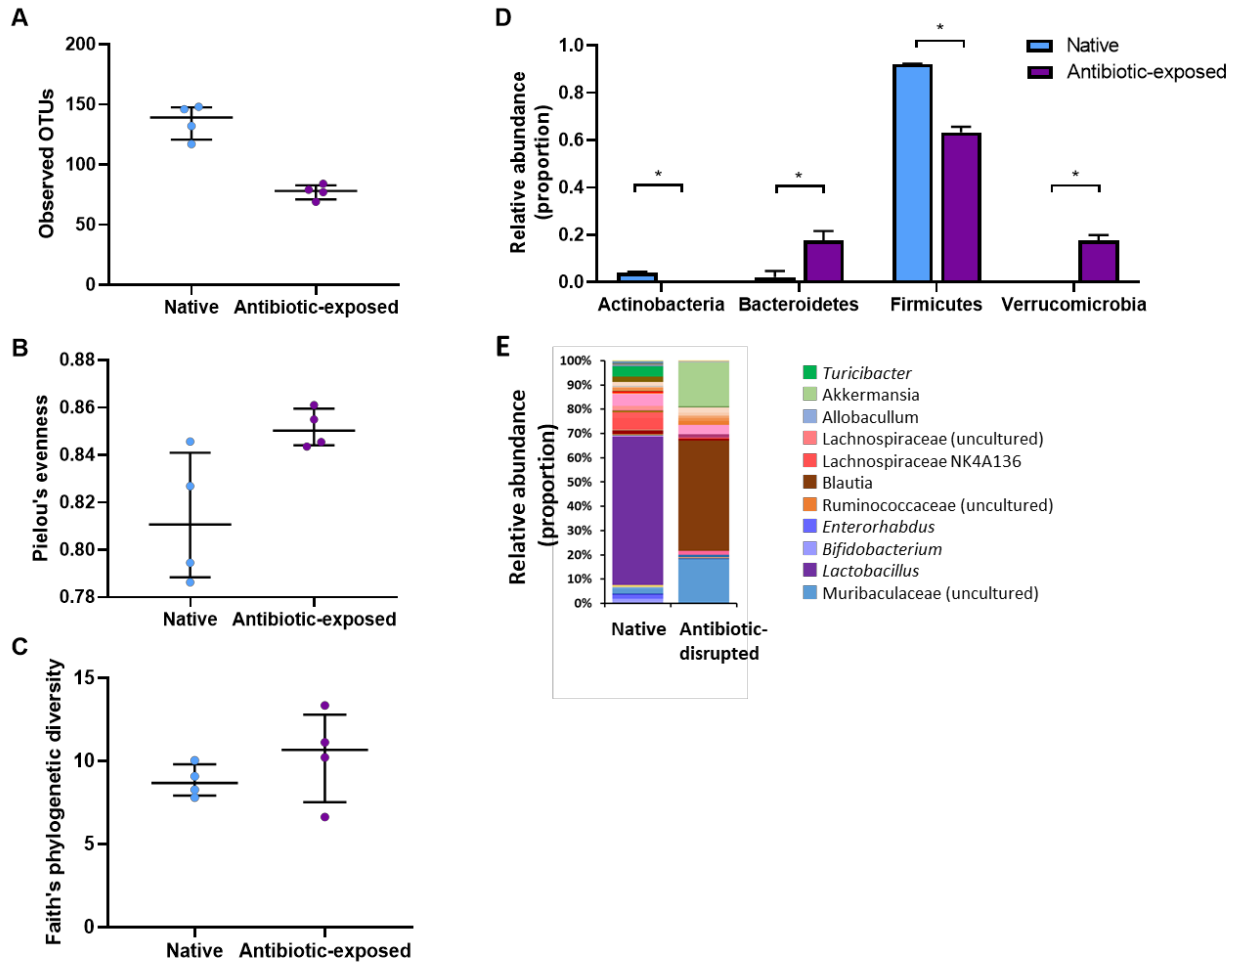 A
Observed OTUs
200
150
100
50
0
Native Antibiotic-exposed
B
Pielou's evenness
0.88
0.86
0.84
0.82
0.80
0.78
Native Antibiotic-exposed
C
Faith's phylogenetic diversity
15
10
5
0
Native Antibiotic-exposed
D
Relative abundance
(proportion)
1.0
0.8
0.6
0.4
0.2
0.0
* * * *
Native
Antibiotic-exposed
Actinobacteria Bacteroidetes Firmicutes Verrucomicrobia
E
Relative abundance
(proportion)
100%
90%
80%
70%
60%
50%
40%
30%
20%
10%
0%
Native Antibiotic-
disrupted
Turicibacter
Akkermansia
Allobacullum
Lachnospiraceae (uncultured)
Lachnospiraceae NK4A136
Blautia
Ruminococcaceae (uncultured)
Enterorhabdus
Bifidobacterium
Lactobacillus
Muribaculaceae (uncultured)